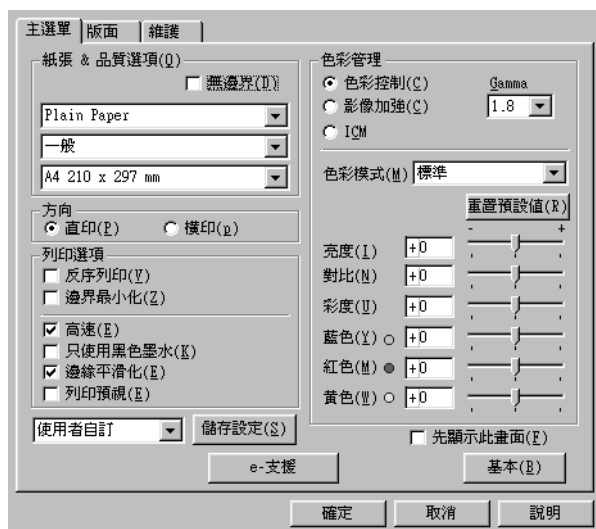 主選單 版面 維護
紙張 & 品質選項(Q)
無邊界(D)
Plain Paper
一般
A4 210 x 297 mm
方向
直印(P) 橫印(p)
列印選項
反序列印(V)
邊界最小化(Z)
高速(E)
只使用黑色墨水(K)
邊緣平滑化(E)
列印預視(E)
使用者自訂 儲存設定(S)
色彩管理
色彩控制(C) Gamma
影像加強(C) 1.8
ICM
色彩模式(M) 標準
重置預設值(R)
- +
亮度(I) +0
對比(N) +0
彩度(U) +0
藍色(Y) +0
紅色(M) +0
黃色(W) +0
先顯示此畫面(F)
e-支援 基本(B)
確定 取消 說明